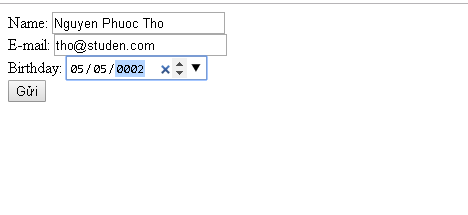 Name: Nguyen Phuoc Tho
E-mail: tho@studen.com
Birthday: 05/05/0002
Gửi